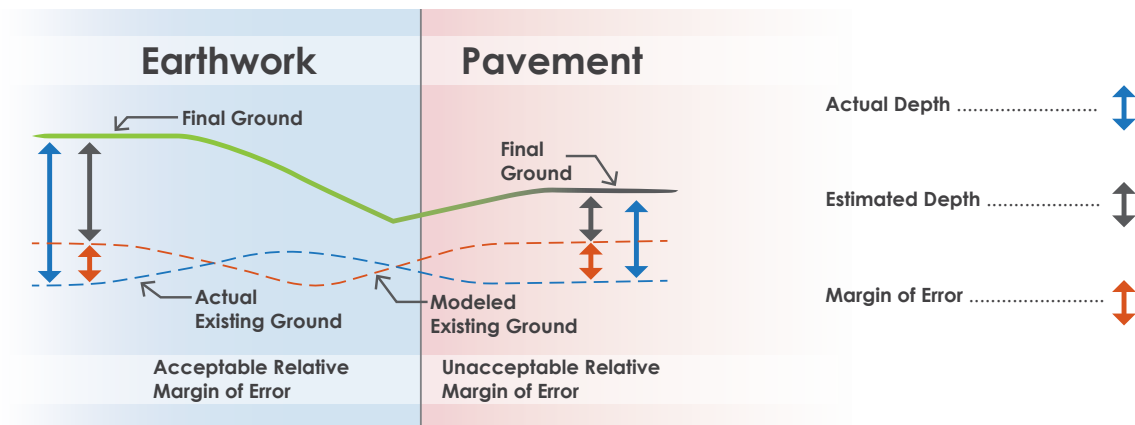 Earthwork
Pavement
Final Ground
Final
Ground
Actual
Existing Ground
Modeled
Existing Ground
Acceptable Relative
Margin of Error
Unacceptable Relative
Margin of Error
Actual Depth ..........................
Estimated Depth .....................
Margin of Error .........................